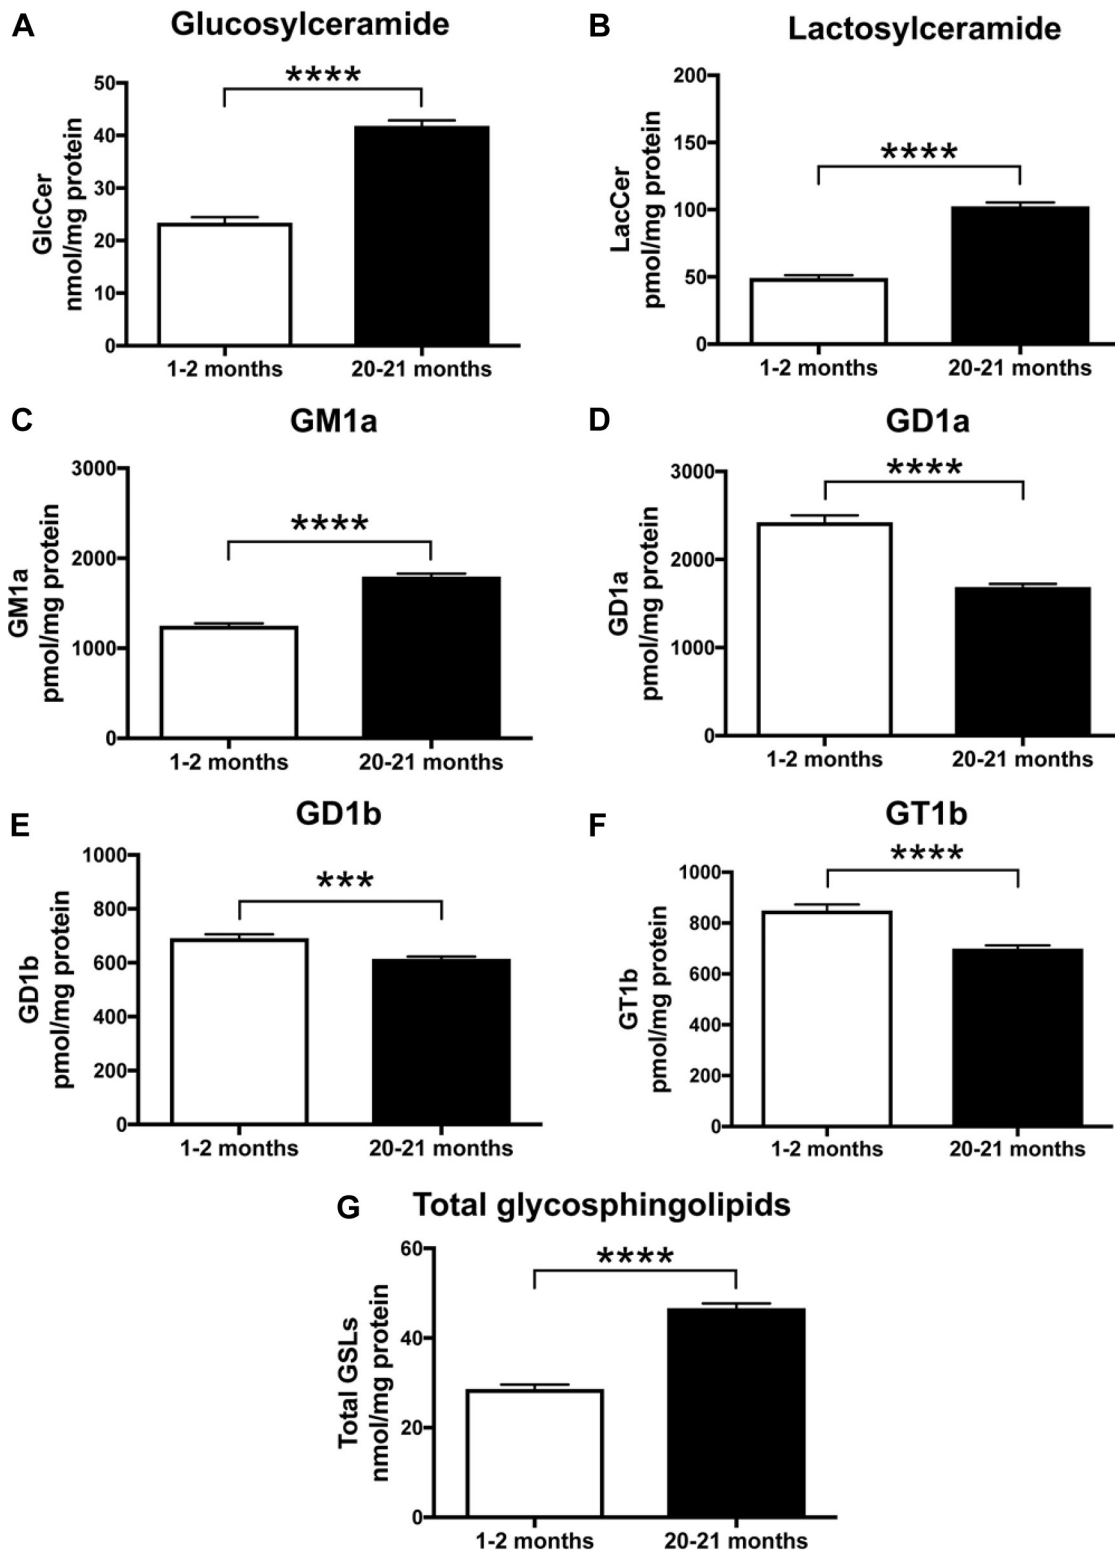 A
Glucosylceramide
GlcCer
nmol/mg protein
50
40
30
20
10
0
****
1-2 months
20-21 months
B
Lactosylceramide
LacCer
pmol/mg protein
200
150
100
50
0
****
1-2 months
20-21 months
C
GM1a
GM1a
pmol/mg protein
3000
2000
1000
0
****
1-2 months
20-21 months
D
GD1a
GD1a
pmol/mg protein
3000
2000
1000
0
****
1-2 months
20-21 months
E
GD1b
GD1b
pmol/mg protein
1000
800
600
400
200
0
***
1-2 months
20-21 months
F
GT1b
GT1b
pmol/mg protein
1000
800
600
400
200
0
****
1-2 months
20-21 months
G
Total glycosphingolipids
Total GSLs
nmol/mg protein
60
40
20
0
****
1-2 months
20-21 months